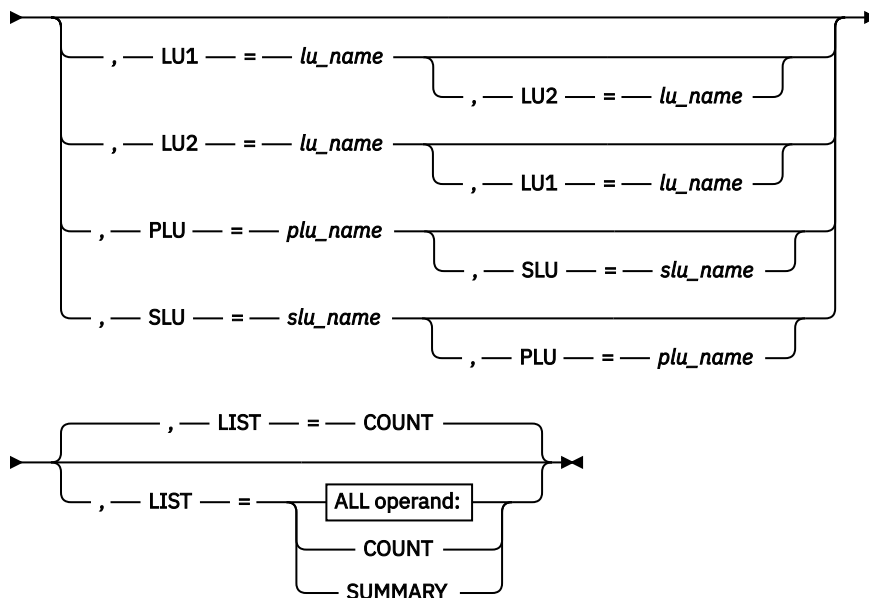 , LU1 = lu_name
, LU2 = lu_name
, LU2 = lu_name
, LU1 = lu_name
, PLU = plu_name
, SLU = slu_name
, SLU = slu_name
, PLU = plu_name
, LIST = COUNT
, LIST = ALL operand:
COUNT
SUMMARY